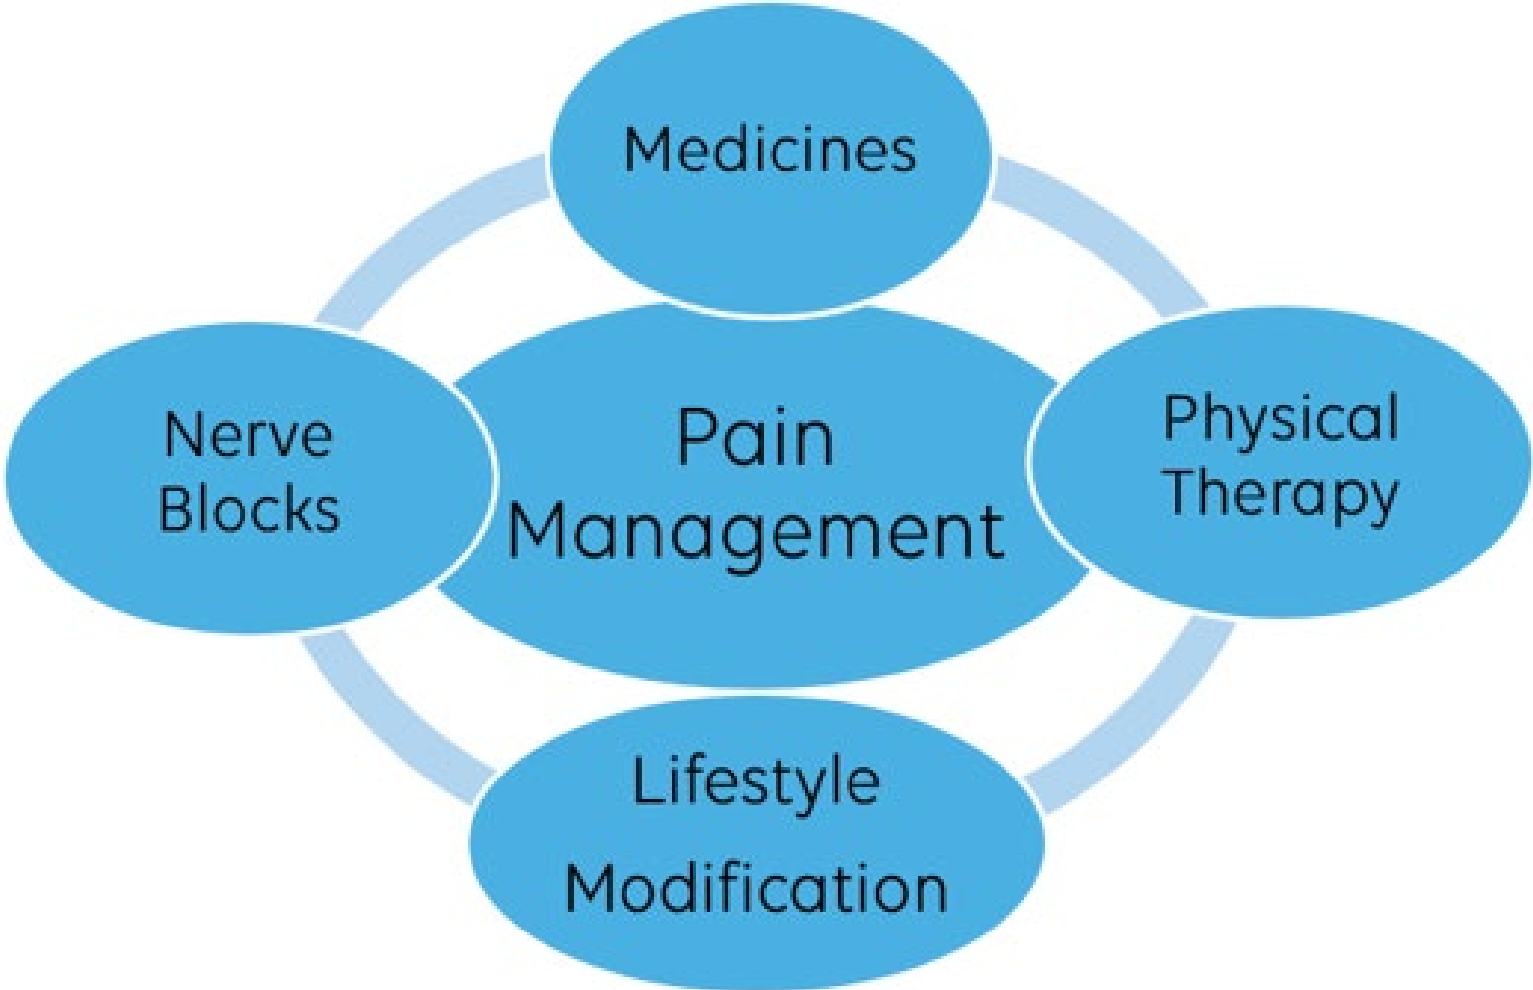 Medicines
Nerve
Blocks
Pain
Management
Physical
Therapy
Lifestyle
Modification